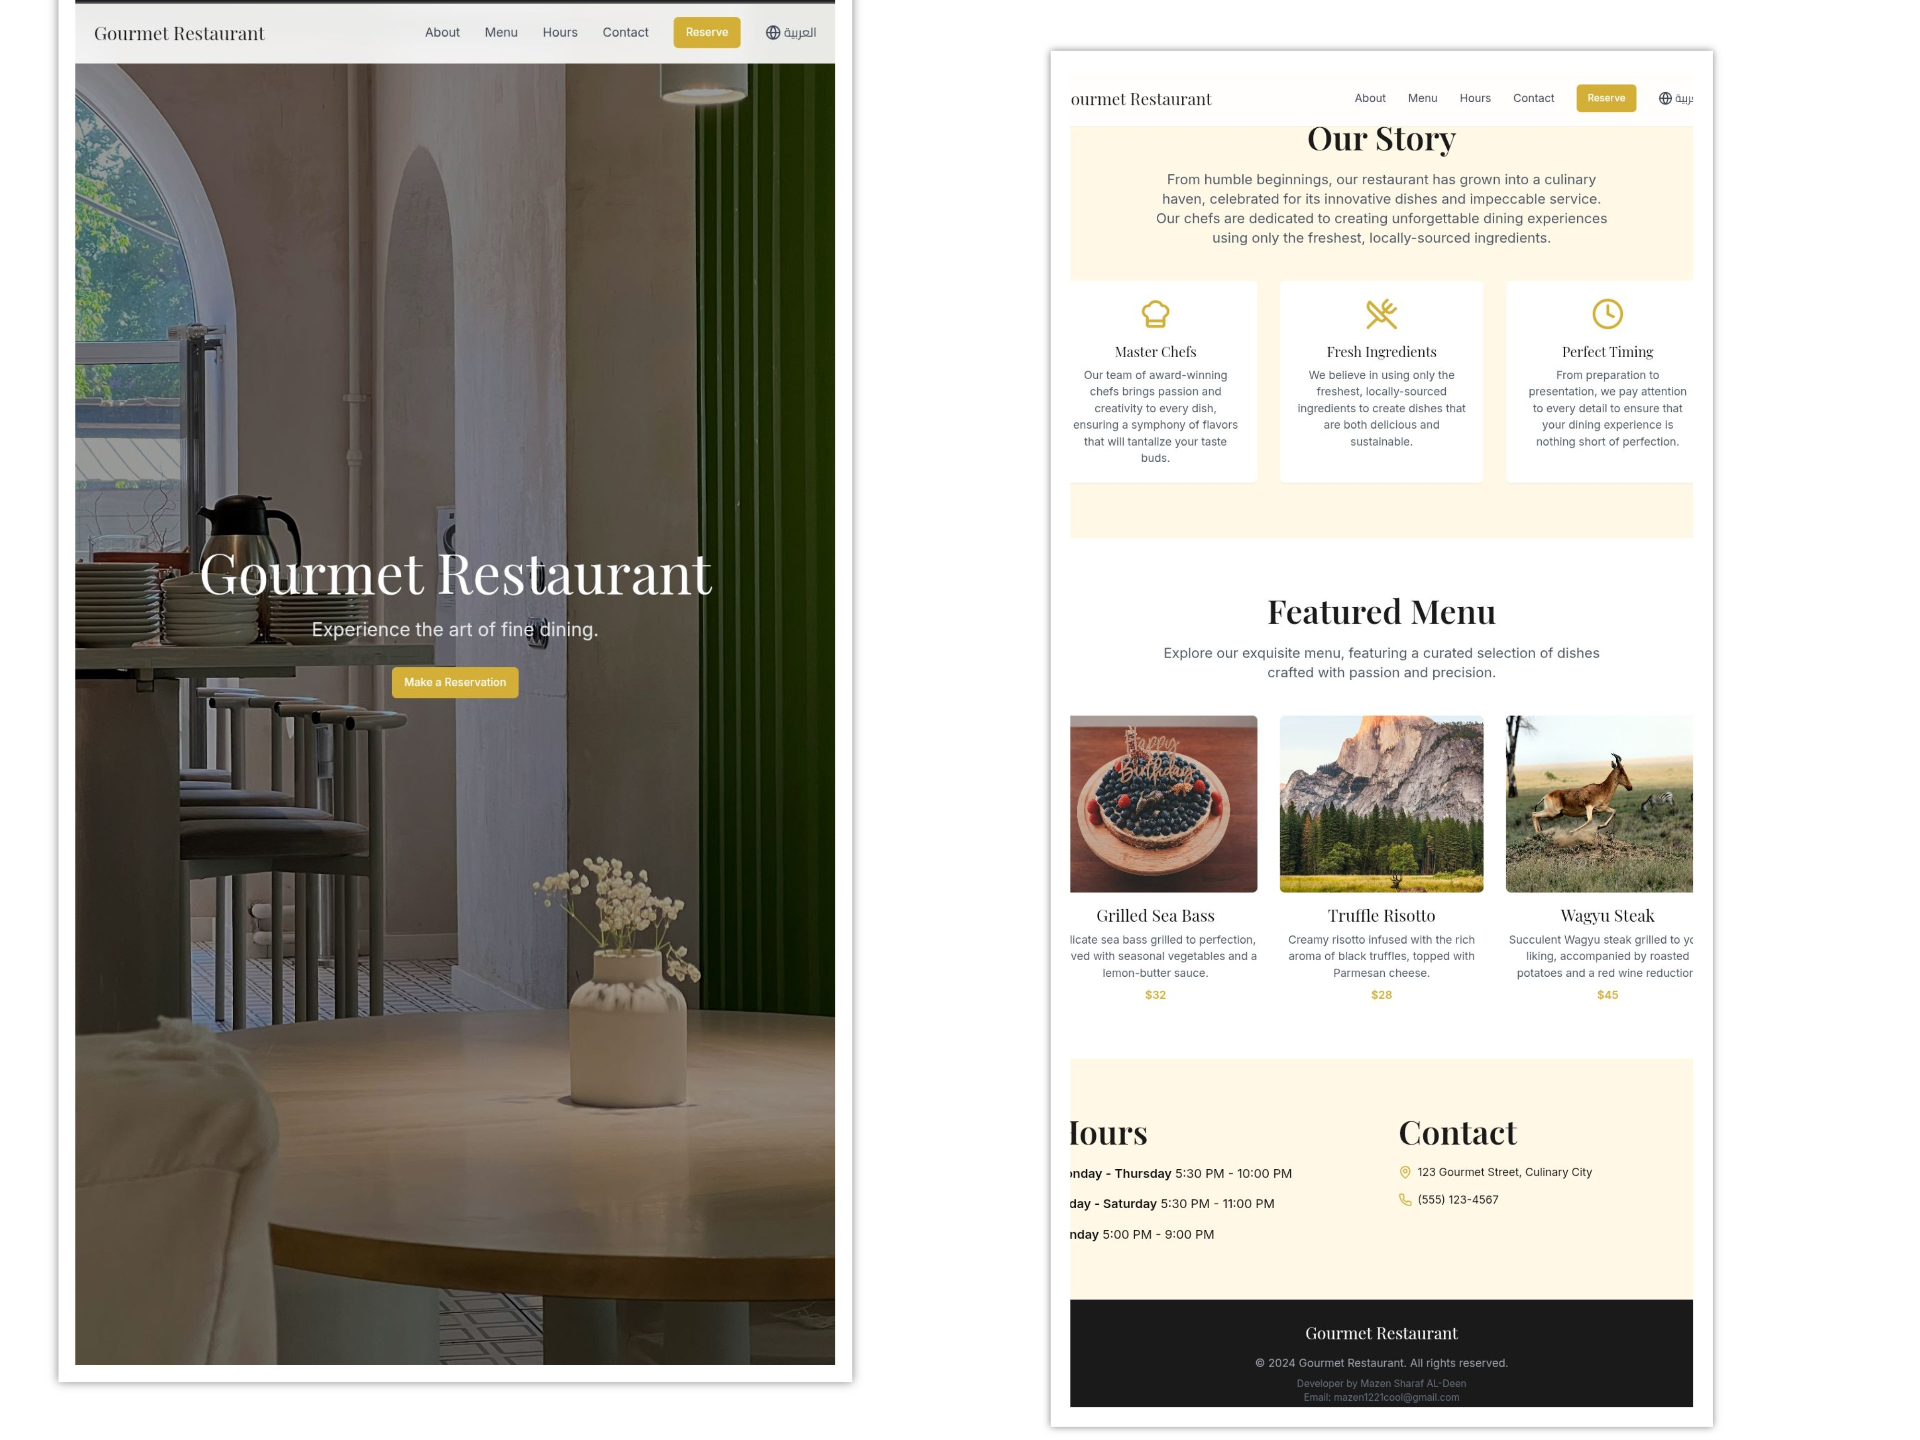 Gourmet Restaurant
About Menu Hours Contact Reserve العربية
Gourmet Restaurant
Experience the art of fine dining.
Make a Reservation
ourmet Restaurant
About Menu Hours Contact Reserve
Our Story
From humble beginnings, our restaurant has grown into a culinary
haven, celebrated for its innovative dishes and impeccable service.
Our chefs are dedicated to creating unforgettable dining experiences
using only the freshest, locally-sourced ingredients.
Master Chefs
Our team of award-winning
chefs brings passion and
creativity to every dish,
ensuring a symphony of flavors
that will tantalize your taste
buds.
Fresh Ingredients
We believe in using only the
freshest, locally-sourced
ingredients to create dishes that
are both delicious and
sustainable.
Perfect Timing
From preparation to
presentation, we pay attention
to every detail to ensure that
your dining experience is
nothing short of perfection.
Featured Menu
Explore our exquisite menu, featuring a curated selection of dishes
crafted with passion and precision.
Happy
Birthday
Grilled Sea Bass
licate sea bass grilled to perfection,
ved with seasonal vegetables and a
lemon-butter sauce.
$32
Truffle Risotto
Creamy risotto infused with the rich
aroma of black truffles, topped with
Parmesan cheese.
$28
Wagyu Steak
Succulent Wagyu steak grilled to yo
liking, accompanied by roasted
potatoes and a red wine reduction
$45
Hours
onday - Thursday 5:30 PM - 10:00 PM
day - Saturday 5:30 PM - 11:00 PM
nday 5:00 PM - 9:00 PM
Contact
123 Gourmet Street, Culinary City
(555) 123-4567
Gourmet Restaurant
© 2024 Gourmet Restaurant. All rights reserved.
Developer by Mazen Sharaf AL-Deen
Email: mazen1221cool@gmail.com